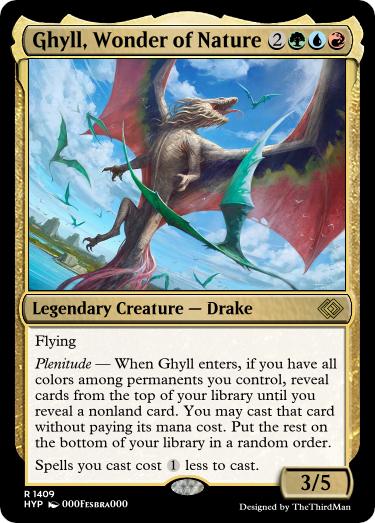 Ghyll, Wonder of Nature 2
Legendary Creature — Drake
Flying
Plenitude — When Ghyll enters, if you have all
colors among permanents you control, reveal
cards from the top of your library until you
reveal a nonland card. You may cast that card
without paying its mana cost. Put the rest on
the bottom of your library in a random order.
Spells you cast cost 1 less to cast.
3/5
R 1409
HYP 000FESBRA000
Designed by TheThirdMan